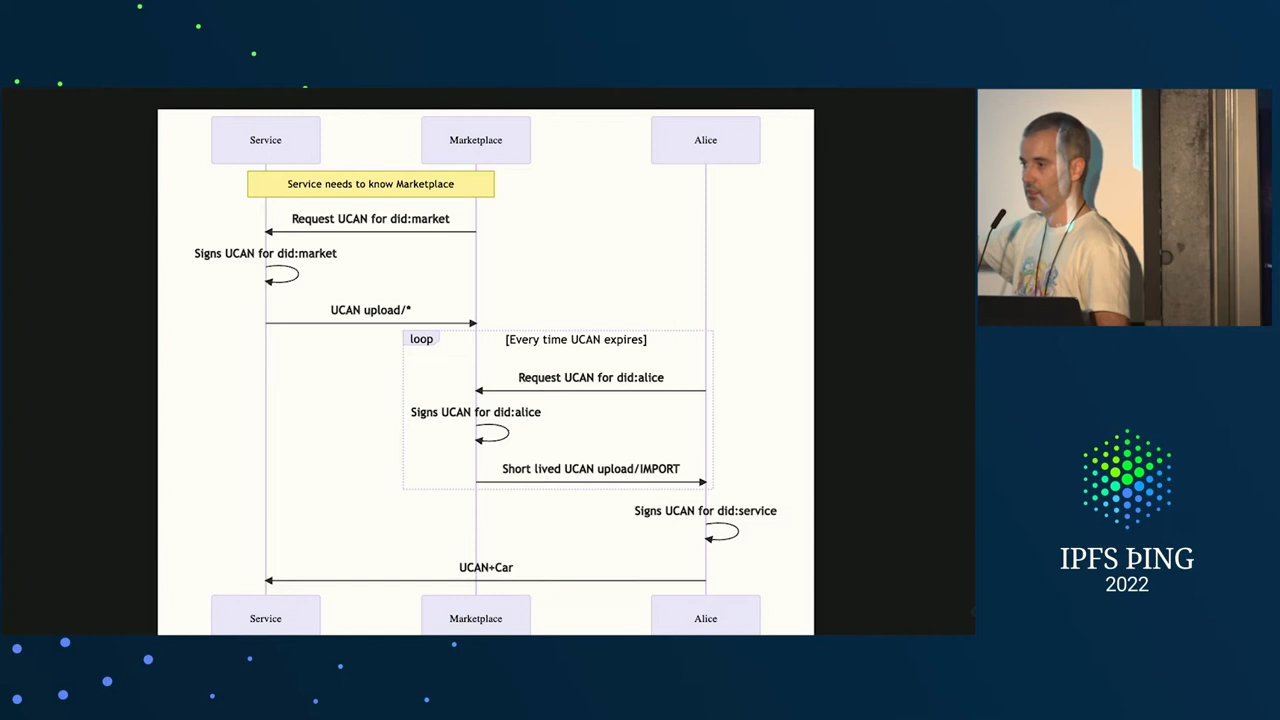 Service
Marketplace
Alice
Service needs to know Marketplace
Request UCAN for did:market
Signs UCAN for did:market
UCAN upload/*
loop
[Every time UCAN expires]
Request UCAN for did:alice
Signs UCAN for did:alice
Short lived UCAN upload/IMPORT
Signs UCAN for did:service
UCAN+Car
Service
Marketplace
Alice
IPFS ÞING
2022